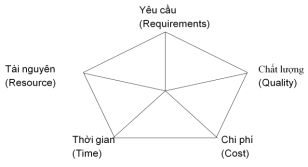 Yêu cầu
(Requirements)
Tài nguyên
(Resource)
Chất lượng
(Quality)
Thời gian
(Time)
Chi phí
(Cost)